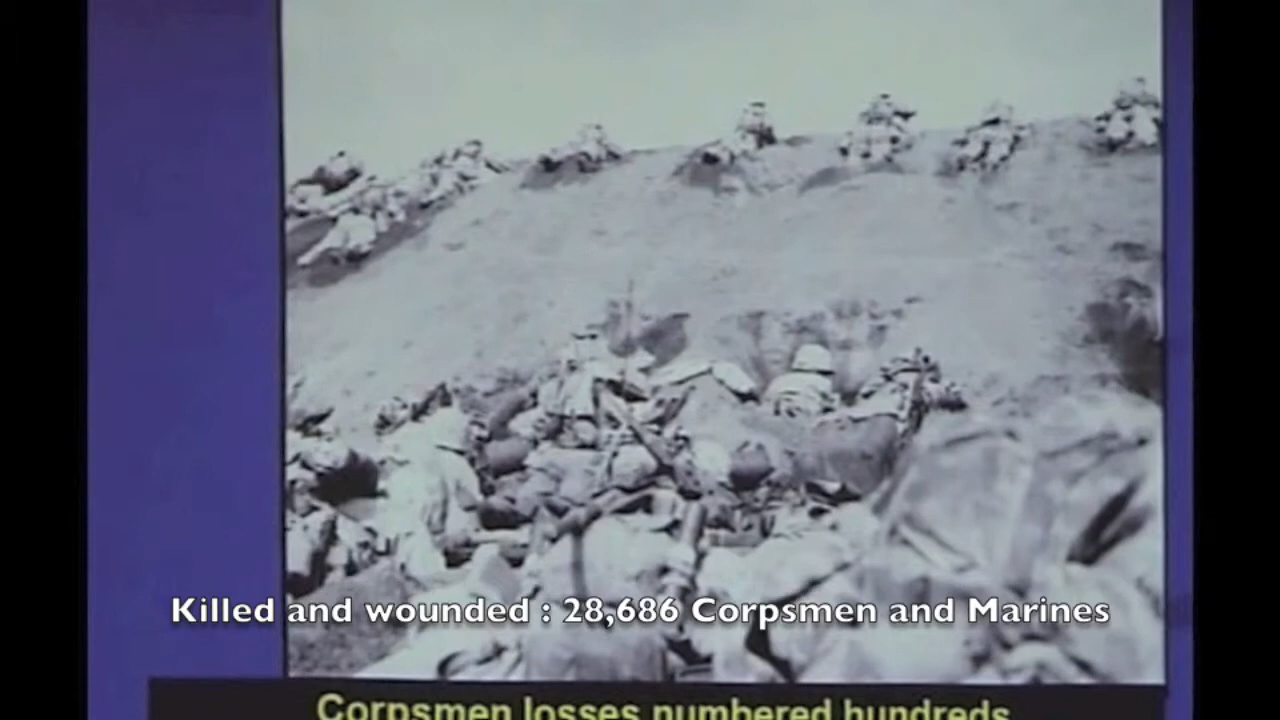 Killed and wounded : 28,686 Corpsmen and Marines
Corpsmen losses numbered hundreds